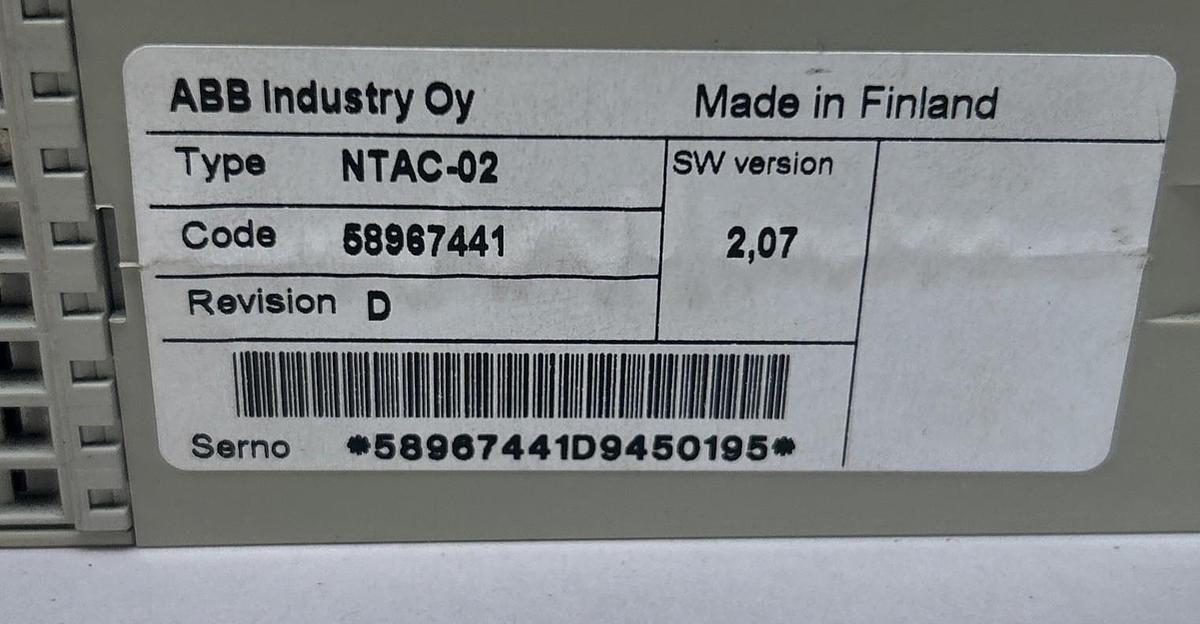 ABB Industry Oy Made in Finland
Type NTAC-02 SW version
Code 58967441 2,07
Revision D
Serno *58967441D9450195*